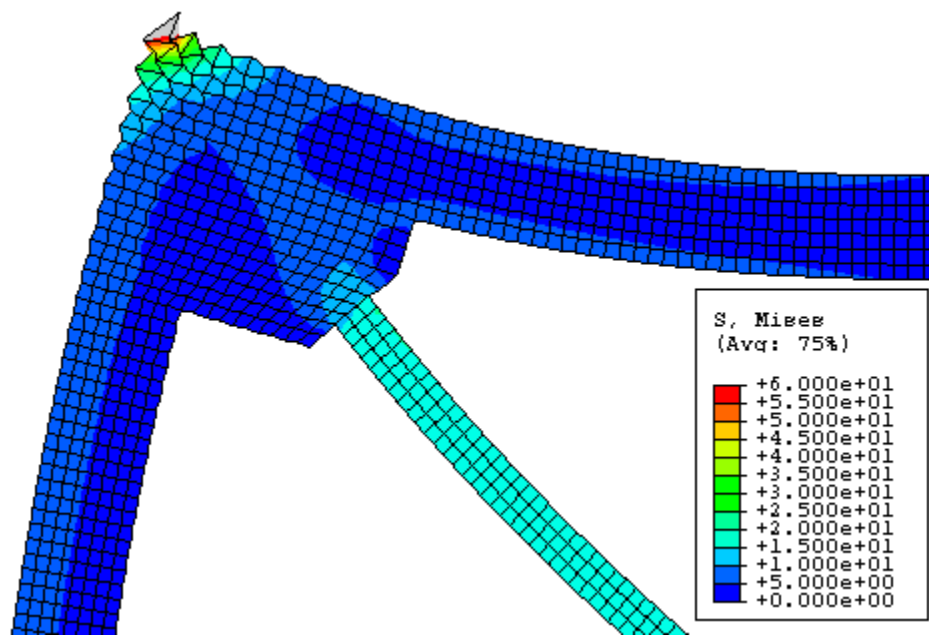 S, Mises
(Avg: 75%)
+6.000e+01
+5.500e+01
+5.000e+01
+4.500e+01
+4.000e+01
+3.500e+01
+3.000e+01
+2.500e+01
+2.000e+01
+1.500e+01
+1.000e+01
+5.000e+00
+0.000e+00